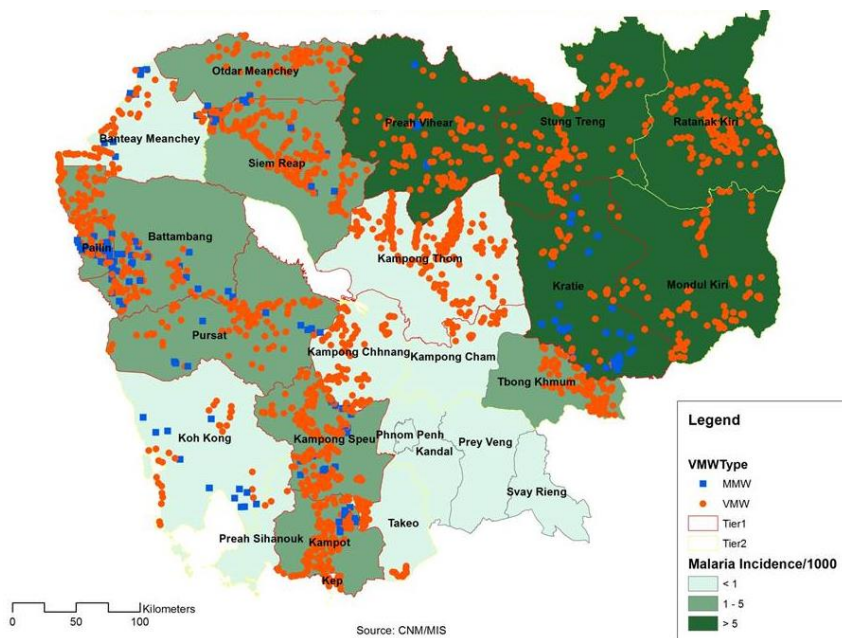 Otdar Meanchey
Preah Vihear
Stung Treng
Ratanak Kiri
Banteay Meanchey
Siem Reap
Battambang
Pailin
Kampong Thom
Kratie
Mondul Kiri
Pursat
Kampong Chhnang
Kampong Cham
Tbong Khmum
Koh Kong
Kampong Speu
Phnom Penh
Kandal
Prey Veng
Svay Rieng
Preah Sihanouk
Kampot
Takeo
Kep
Legend
VMWType
MMW
VMW
Tier1
Tier2
Malaria Incidence/1000
< 1
1 - 5
> 5
Kilometers
0 25 50 100
Source: CNM/MIS